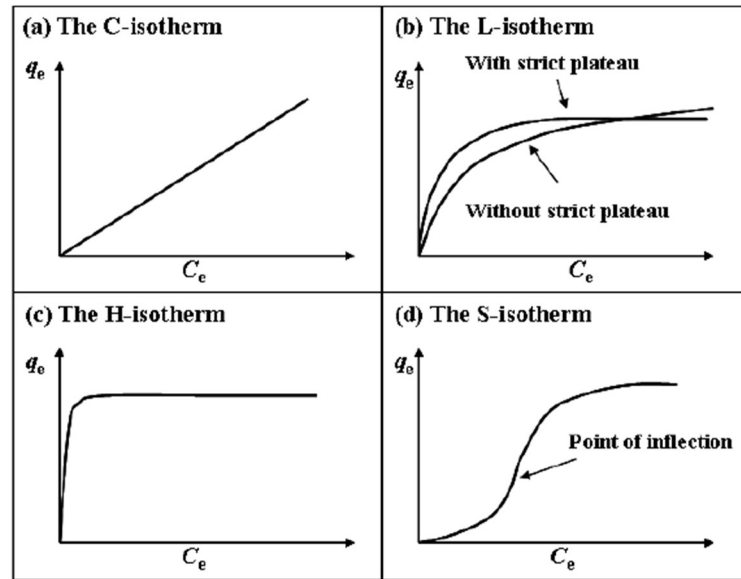 (a) The C-isotherm
qe
Ce
(b) The L-isotherm
With strict plateau
qe
Without strict plateau
Ce
(c) The H-isotherm
qe
Ce
(d) The S-isotherm
qe
Point of inflection
Ce